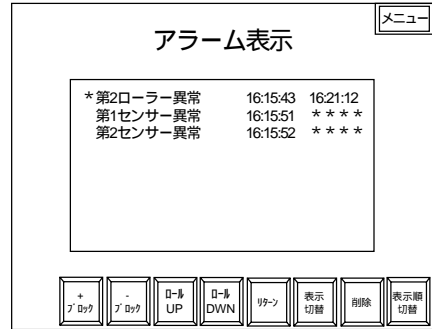 メニュー
アラーム表示
*第2ローラー異常 16:15:43 16:21:12
第1センサー異常 16:15:51 ****
第2センサー異常 16:15:52 ****
+
ブロック
-
ブロック
ロール
UP
ロール
DWN
リターン
表示
切替
削除
表示順
切替